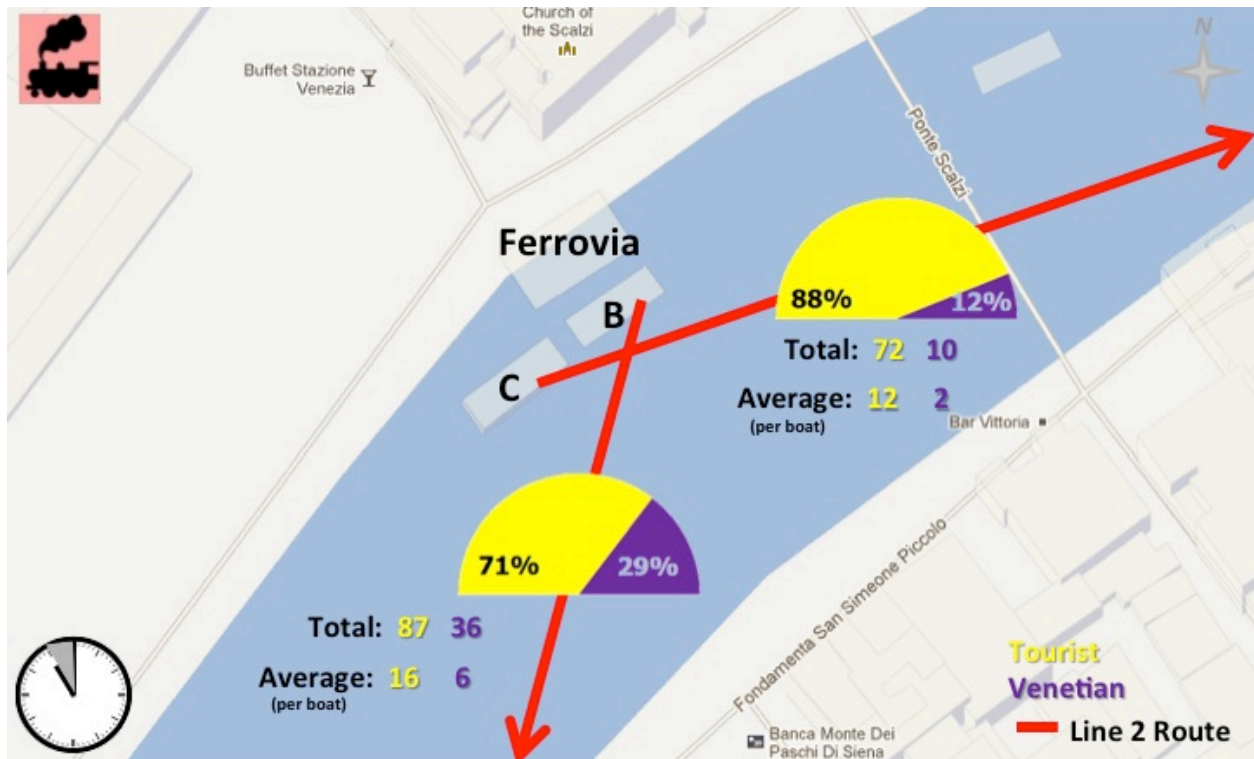 Church of
the Scalzi
N
Buffet Stazione
Venezia
Ponte Scalzi
Ferrovia
B
C
88% 12%
Total: 72 10
Average: 12 2
(per boat)
Bar Vittoria
71% 29%
Total: 87 36
Average: 16 6
(per boat)
Fondamenta San Simeone Piccolo
Tourist
Venetian
Line 2 Route
Banca Monte Dei
Paschi Di Siena